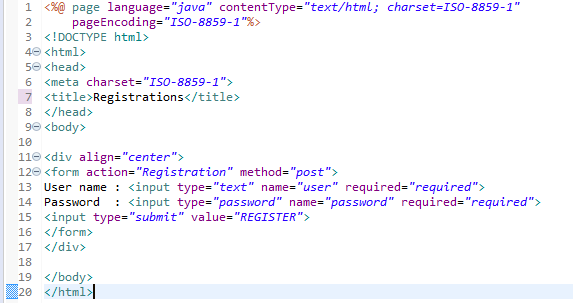 1 <%@ page language="java" contentType="text/html; charset=ISO-8859-1"
2 pageEncoding="ISO-8859-1"%>
3 <!DOCTYPE html>
4 <html>
5 <head>
6 <meta charset="ISO-8859-1">
7 <title>Registrations</title>
8 </head>
9 <body>
10
11 <div align="center">
12 <form action="Registration" method="post">
13 User name : <input type="text" name="user" required="required">
14 Password  : <input type="password" name="password" required="required">
15 <input type="submit" value="REGISTER">
16 </form>
17 </div>
18
19 </body>
20 </html>